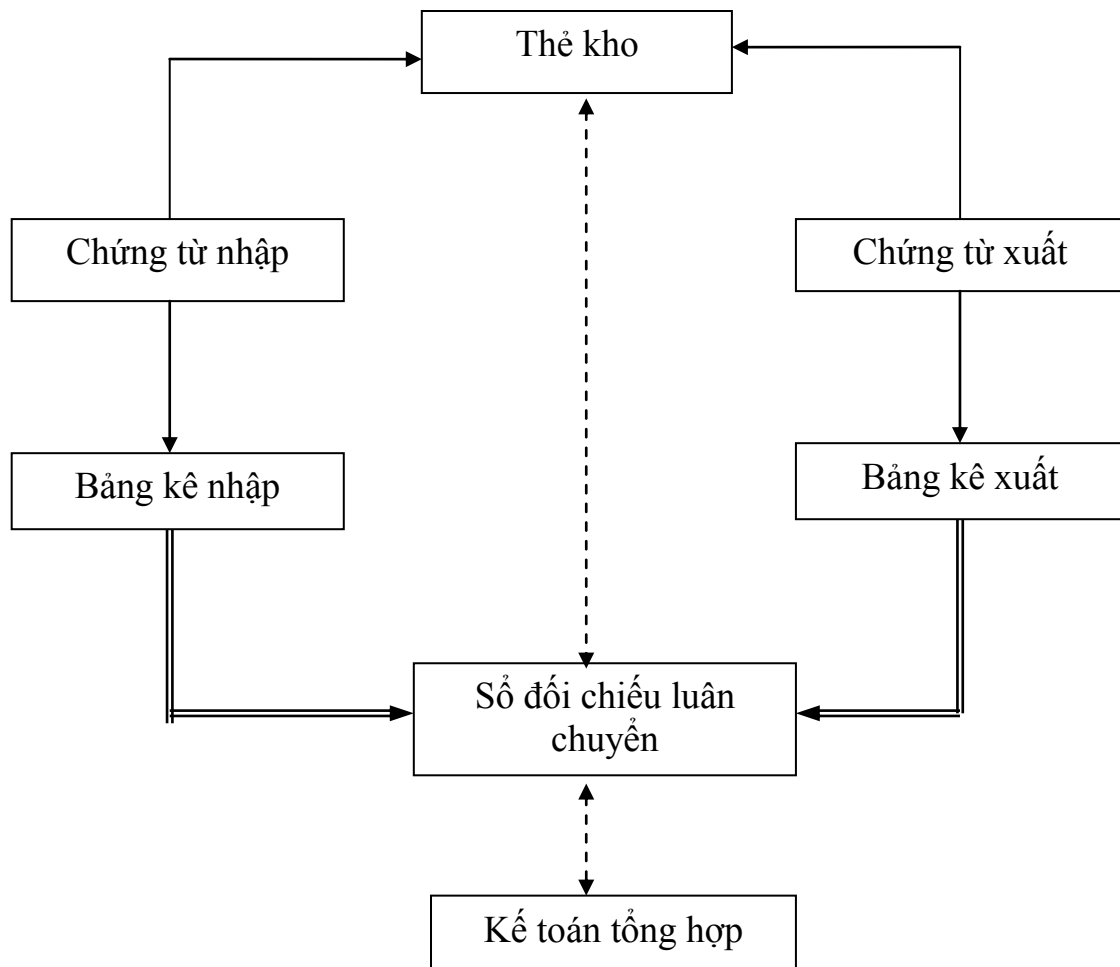 Thẻ kho
Chứng từ nhập
Chứng từ xuất
Bảng kê nhập
Bảng kê xuất
Sổ đối chiếu luân
chuyển
Kế toán tổng hợp